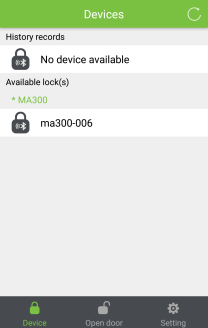 Devices
History records
No device available
Available lock(s)
* MA300
ma300-006
Device
Open door
Setting